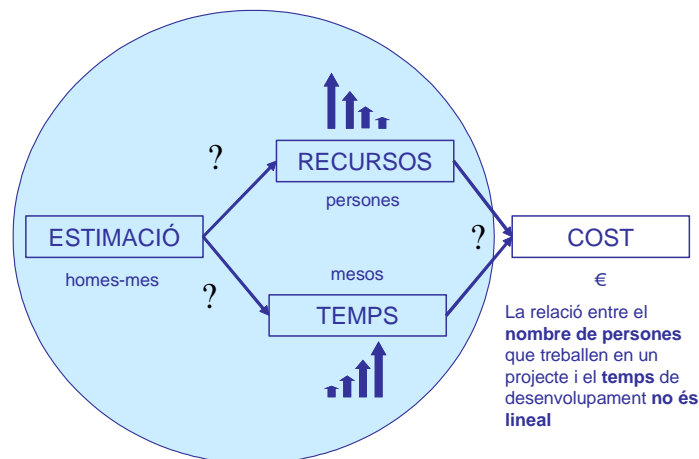 ?
RECURSOS
persones
ESTIMACIÓ
homes-mes
?
COST
€
?
mesos
TEMPS
La relació entre el
nombre de persones
que treballen en un
projecte i el temps de
desenvolupament no és
lineal